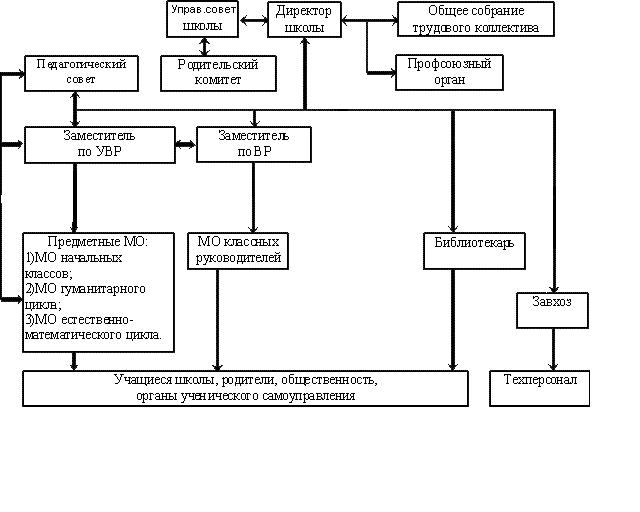 Управ.совет
школы
Директор
школы
Общее собрание
трудового коллектива
Педагогический
совет
Родительский
комитет
Профсоюзный
орган
Заместитель
по УВР
Заместитель
по ВР
Предметные МО:
1)МО начальных
классов;
2)МО гуманитарного
цикла;
3)МО естественно-
математического цикла.
МО классных
руководителей
Библиотекарь
Завхоз
Учащиеся школы, родители, общественность,
органы ученического самоуправления
Техперсонал